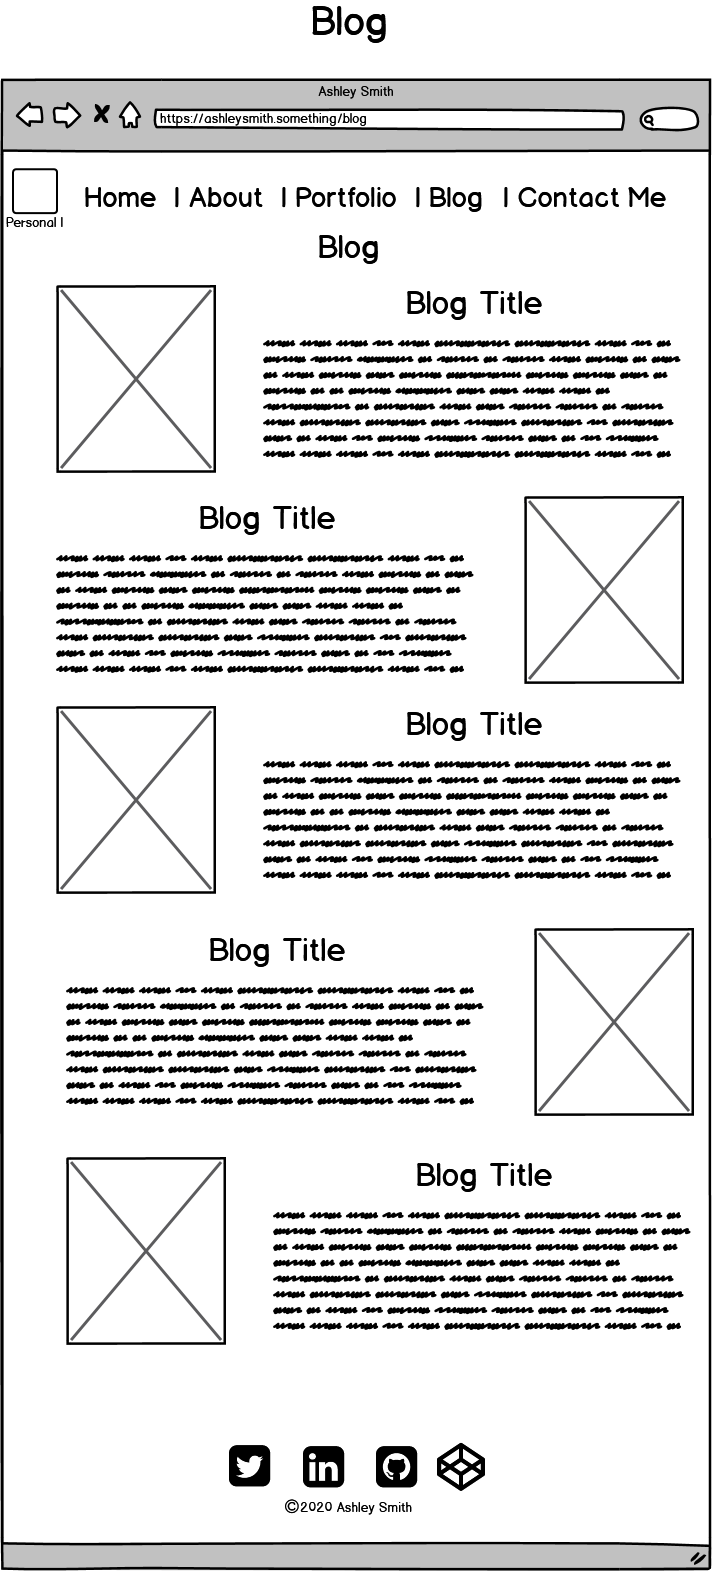 Blog
Ashley Smith
https://ashleysmith.something/blog
Home | About | Portfolio | Blog | Contact Me
Personal I
Blog
Blog Title
Blog Title
Blog Title
Blog Title
Blog Title
in
©2020 Ashley Smith